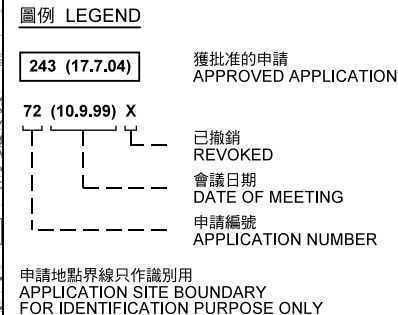 圖例 LEGEND
243 (17.7.04)
獲批准的申請
APPROVED APPLICATION
72 (10.9.99) X
已撤銷
REVOKED
會議日期
DATE OF MEETING
申請編號
APPLICATION NUMBER
申請地點界線只作識別用
APPLICATION SITE BOUNDARY
FOR IDENTIFICATION PURPOSE ONLY